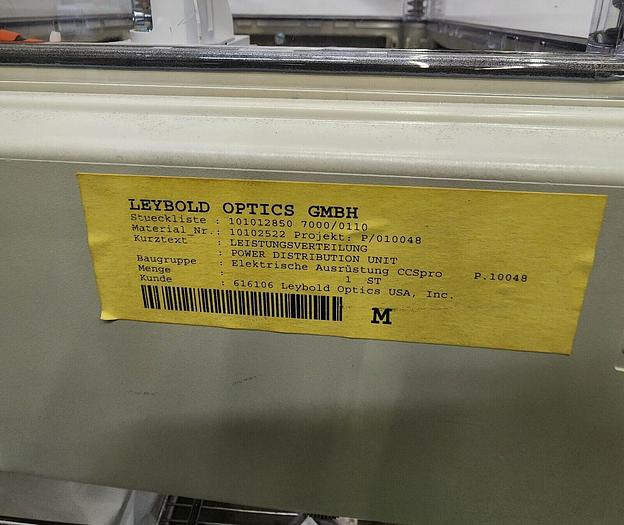 LEYBOLD OPTICS GMBH
Stueckliste : 101012850 7000/0110
Material Nr.: 10102522 Projekt: P/010048
Kurztext : LEISTUNGSVERTEILUNG
: POWER DISTRIBUTION UNIT
Baugruppe : Elektrische Ausrüstung CCSpro P.10048
Menge : 1 ST
Kunde : 616106 Leybold Optics USA, Inc.
M